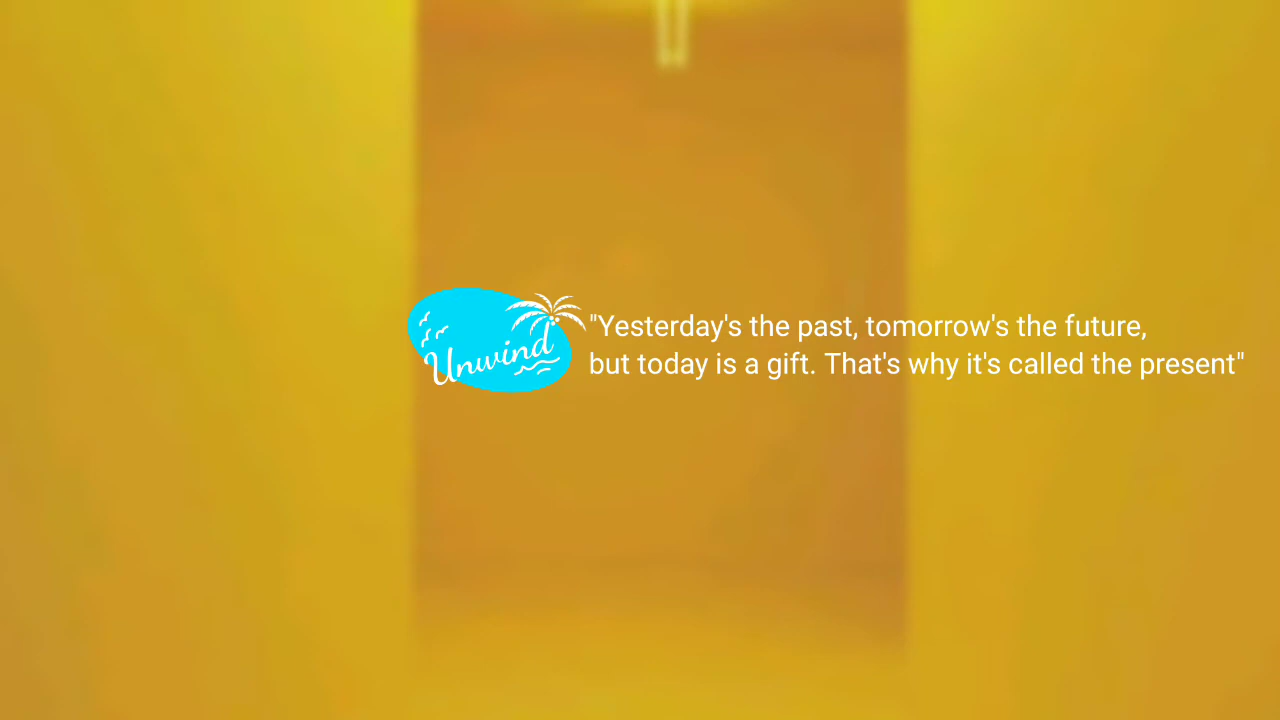 Unwind
"Yesterday's the past, tomorrow's the future,
but today is a gift. That's why it's called the present"